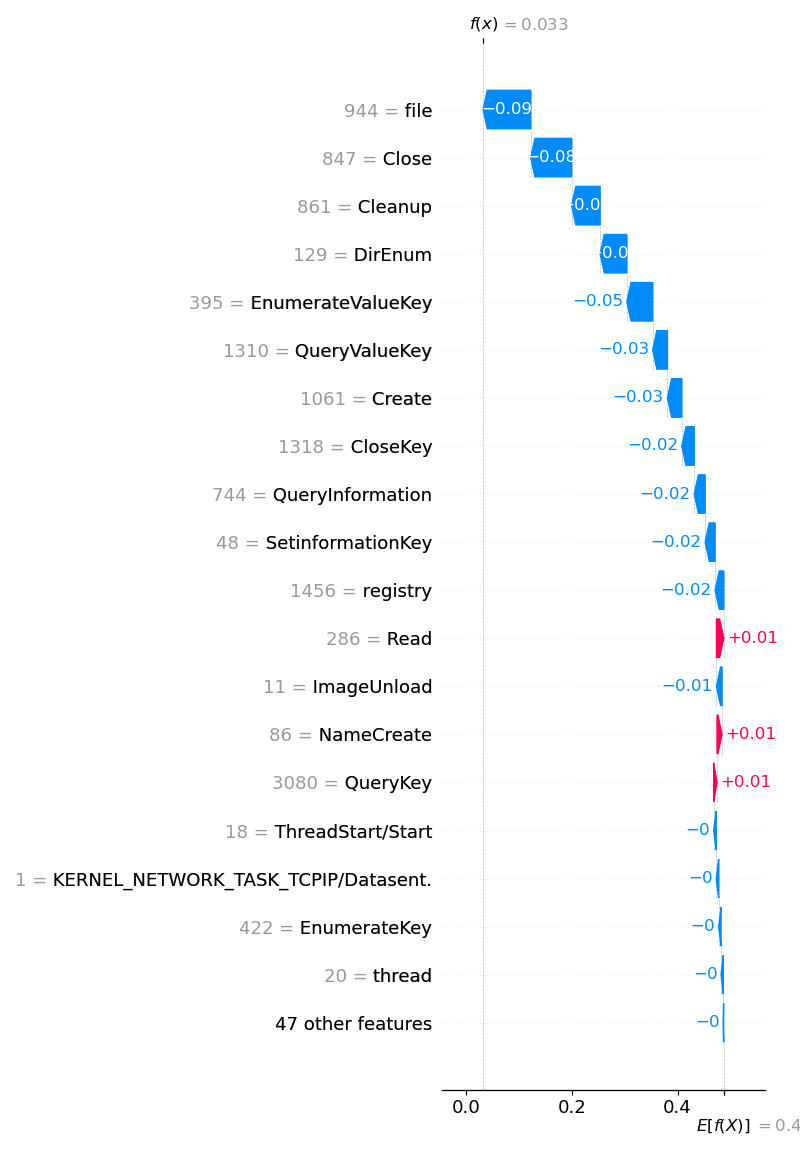 f(x) = 0.033
944 = file
−0.09
847 = Close
−0.08
861 = Cleanup
−0.0
129 = DirEnum
−0.0
395 = EnumerateValueKey
−0.05
1310 = QueryValueKey
−0.03
1061 = Create
−0.03
1318 = CloseKey
−0.02
744 = QueryInformation
−0.02
48 = SetinformationKey
−0.02
1456 = registry
−0.02
286 = Read
+0.01
11 = ImageUnload
−0.01
86 = NameCreate
+0.01
3080 = QueryKey
+0.01
18 = ThreadStart/Start
−0
1 = KERNEL_NETWORK_TASK_TCPIP/Datasent.
−0
422 = EnumerateKey
−0
20 = thread
−0
47 other features
−0
0.0 0.2 0.4
E[f(X)] = 0.4